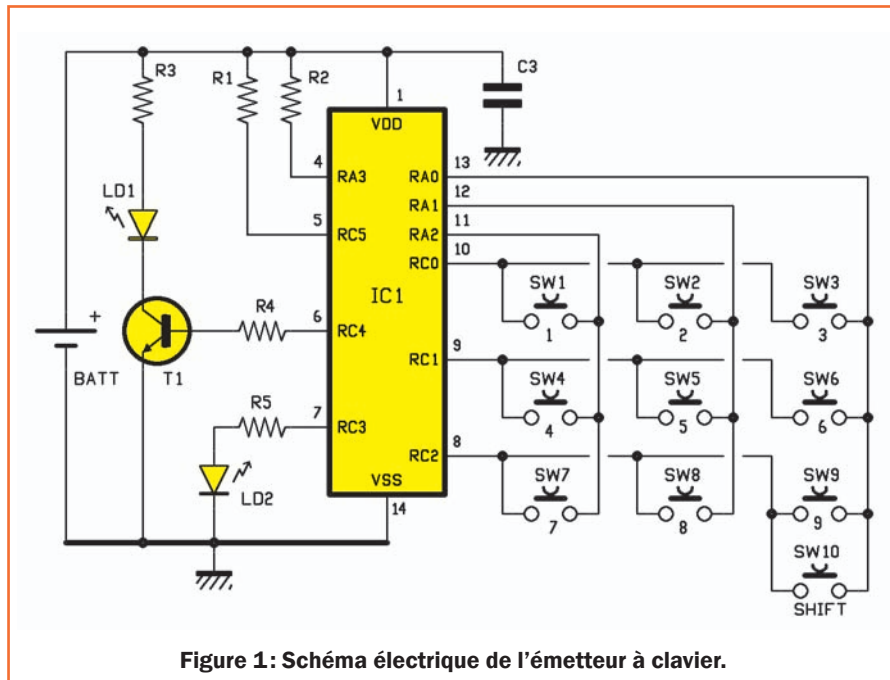 R3
R1
R2
C3
1
VDD
4
RA3
RA0
13
RA1
12
LD1
5
RC5
RA2
11
RC0
10
IC1
SW1
SW2
SW3
1
2
3
R4
6
RC4
+
BATT
T1
RC1
9
SW4
SW5
SW6
4
5
6
R5
7
RC3
RC2
8
VSS
14
LD2
SW7
SW8
SW9
7
8
9
SW10
SHIFT
Figure 1: Schéma électrique de l'émetteur à clavier.